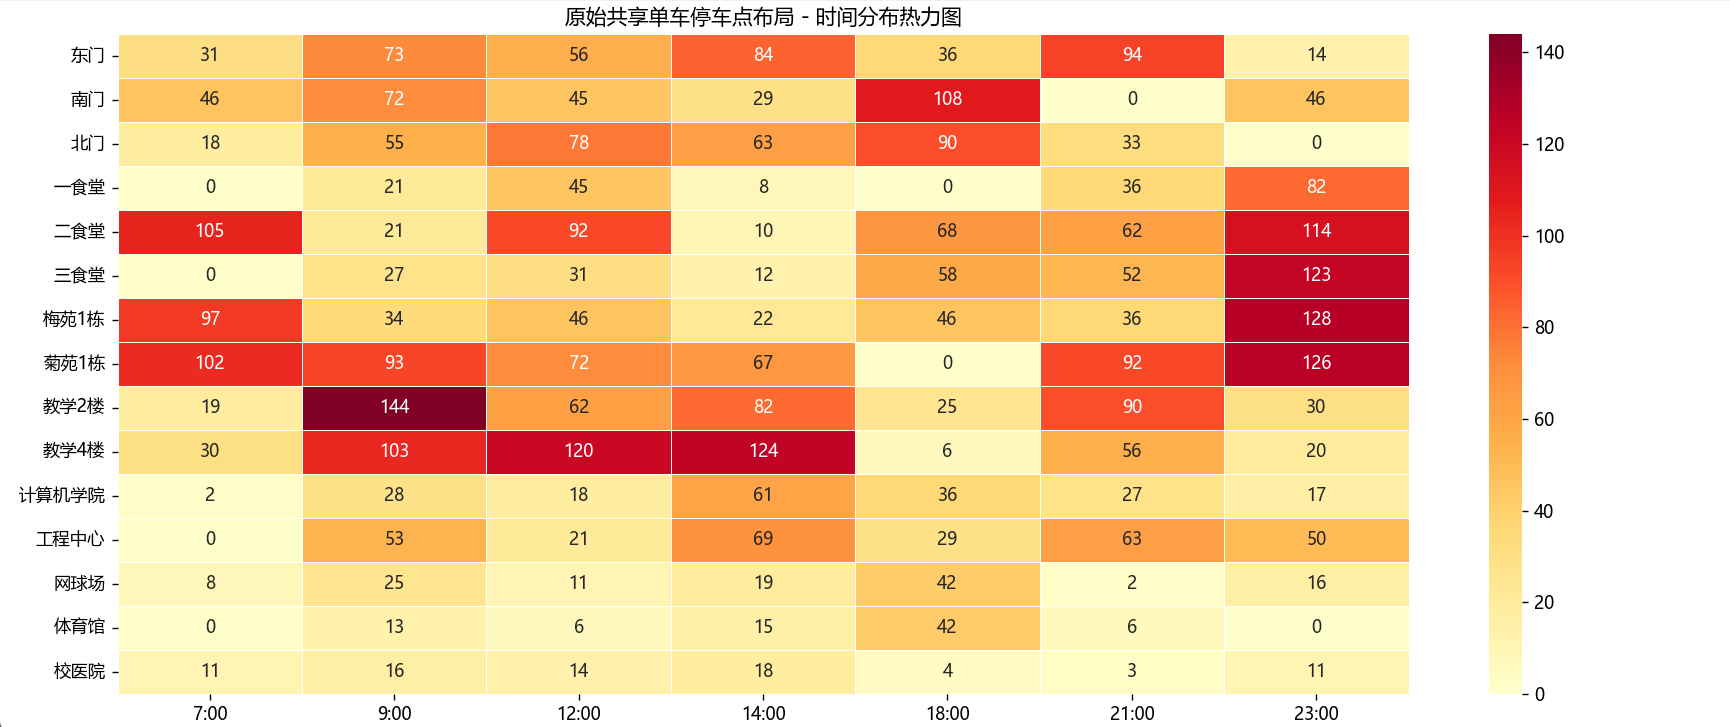 原始共享单车停车点布局 - 时间分布热力图
东门 31 73 56 84 36 94 14
南门 46 72 45 29 108 0 46
北门 18 55 78 63 90 33 0
一食堂 0 21 45 8 0 36 82
二食堂 105 21 92 10 68 62 114
三食堂 0 27 31 12 58 52 123
梅苑1栋 97 34 46 22 46 36 128
菊苑1栋 102 93 72 67 0 92 126
教学2楼 19 144 62 82 25 90 30
教学4楼 30 103 120 124 6 56 20
计算机学院 2 28 18 61 36 27 17
工程中心 0 53 21 69 29 63 50
网球场 8 25 11 19 42 2 16
体育馆 0 13 6 15 42 6 0
校医院 11 16 14 18 4 3 11
7:00 9:00 12:00 14:00 18:00 21:00 23:00
140
120
100
80
60
40
20
0